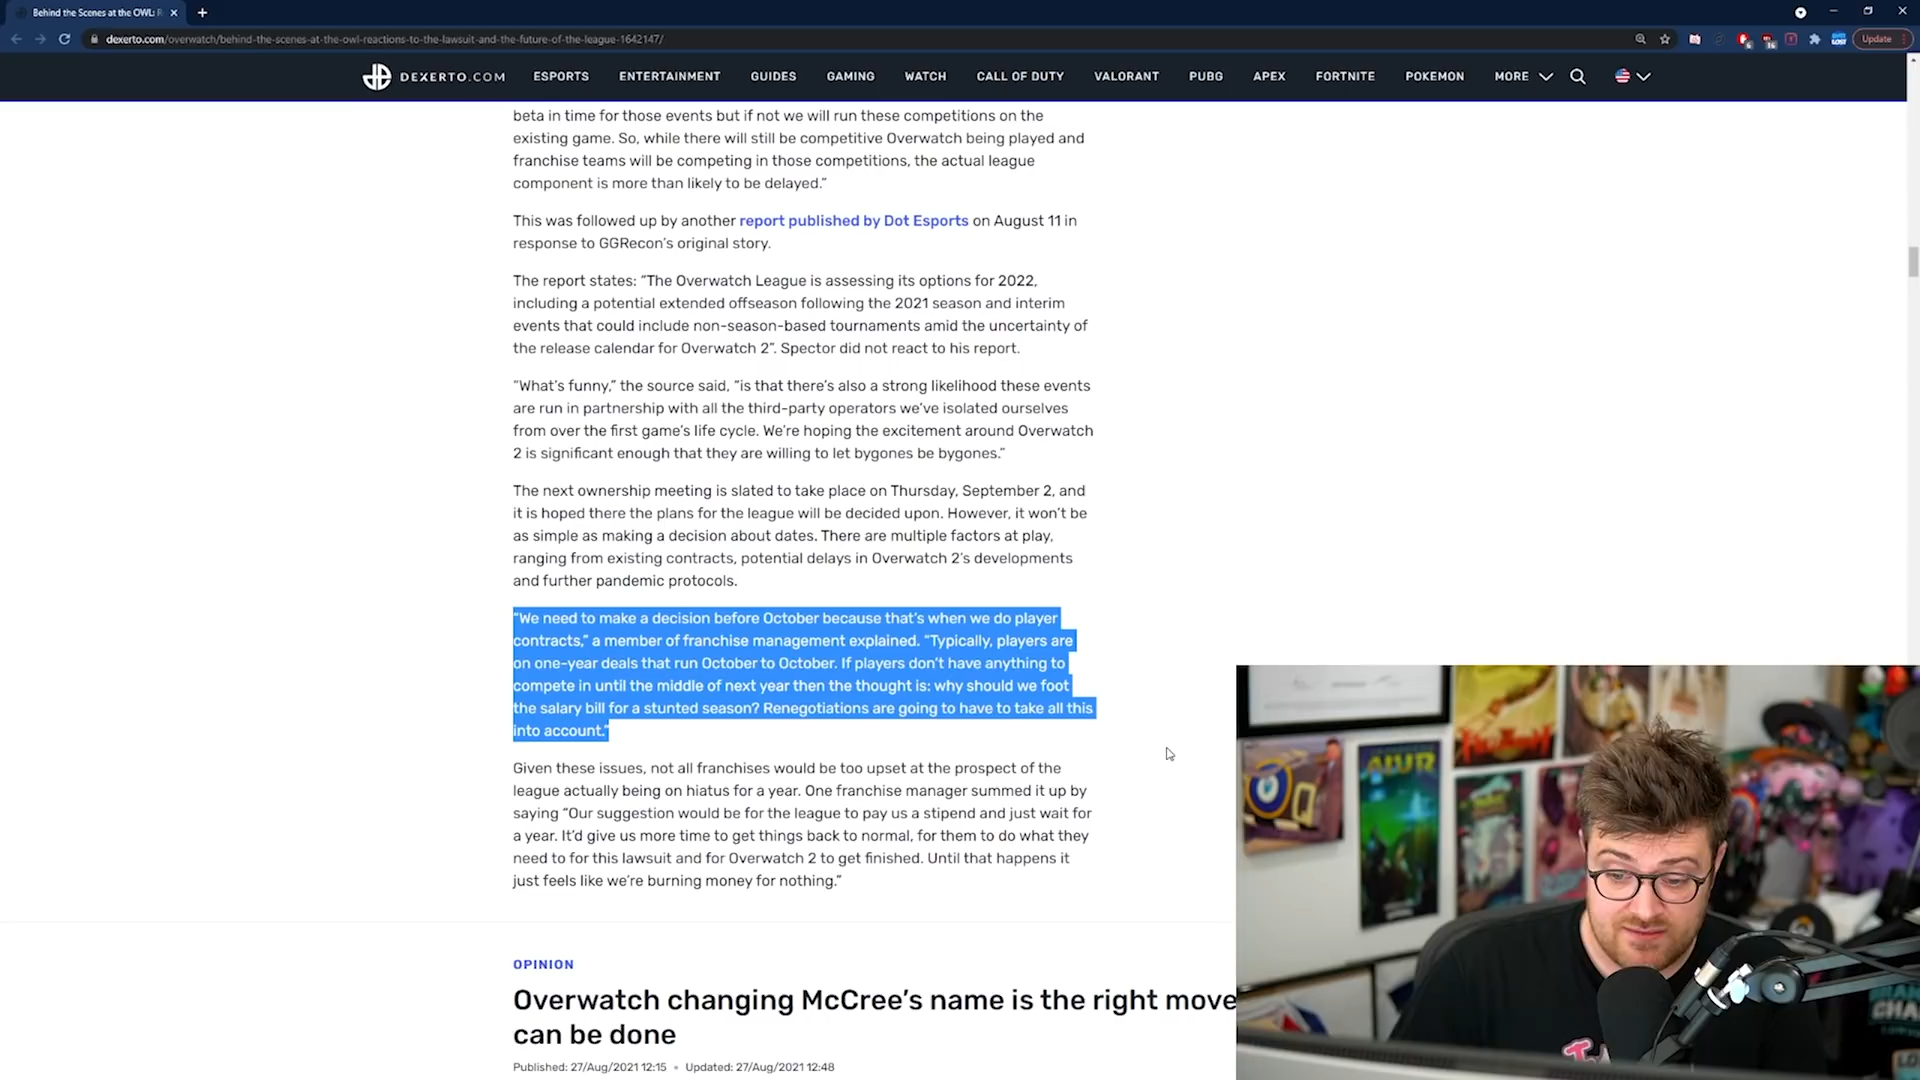 Behind the Scenes at the OWL: R
dexerto.com/overwatch/behind-the-scenes-at-the-owl-reactions-to-the-lawsuit-and-the-future-of-the-league-1642147/
Update
DEXERTO.COM ESPORTS ENTERTAINMENT GUIDES GAMING WATCH CALL OF DUTY VALORANT PUBG APEX FORTNITE POKEMON MORE
beta in time for those events but if not we will run these competitions on the
existing game. So, while there will still be competitive Overwatch being played and
franchise teams will be competing in those competitions, the actual league
component is more than likely to be delayed.”
This was followed up by another report published by Dot Esports on August 11 in
response to GGRecon’s original story.
The report states: “The Overwatch League is assessing its options for 2022,
including a potential extended offseason following the 2021 season and interim
events that could include non-season-based tournaments amid the uncertainty of
the release calendar for Overwatch 2”. Spector did not react to his report.
“What’s funny,” the source said, “is that there’s also a strong likelihood these events
are run in partnership with all the third-party operators we’ve isolated ourselves
from over the first game’s life cycle. We’re hoping the excitement around Overwatch
2 is significant enough that they are willing to let bygones be bygones.”
The next ownership meeting is slated to take place on Thursday, September 2, and
it is hoped there the plans for the league will be decided upon. However, it won’t be
as simple as making a decision about dates. There are multiple factors at play,
ranging from existing contracts, potential delays in Overwatch 2’s developments
and further pandemic protocols.
“We need to make a decision before October because that’s when we do player
contracts,” a member of franchise management explained. “Typically, players are
on one-year deals that run October to October. If players don’t have anything to
compete in until the middle of next year then the thought is: why should we foot
the salary bill for a stunted season? Renegotiations are going to have to take all this
into account.”
Given these issues, not all franchises would be too upset at the prospect of the
league actually being on hiatus for a year. One franchise manager summed it up by
saying “Our suggestion would be for the league to pay us a stipend and just wait for
a year. It’d give us more time to get things back to normal, for them to do what they
need to for this lawsuit and for Overwatch 2 to get finished. Until that happens it
just feels like we’re burning money for nothing.”
OPINION
Overwatch changing McCree’s name is the right move
can be done
Published: 27/Aug/2021 12:15 • Updated: 27/Aug/2021 12:48